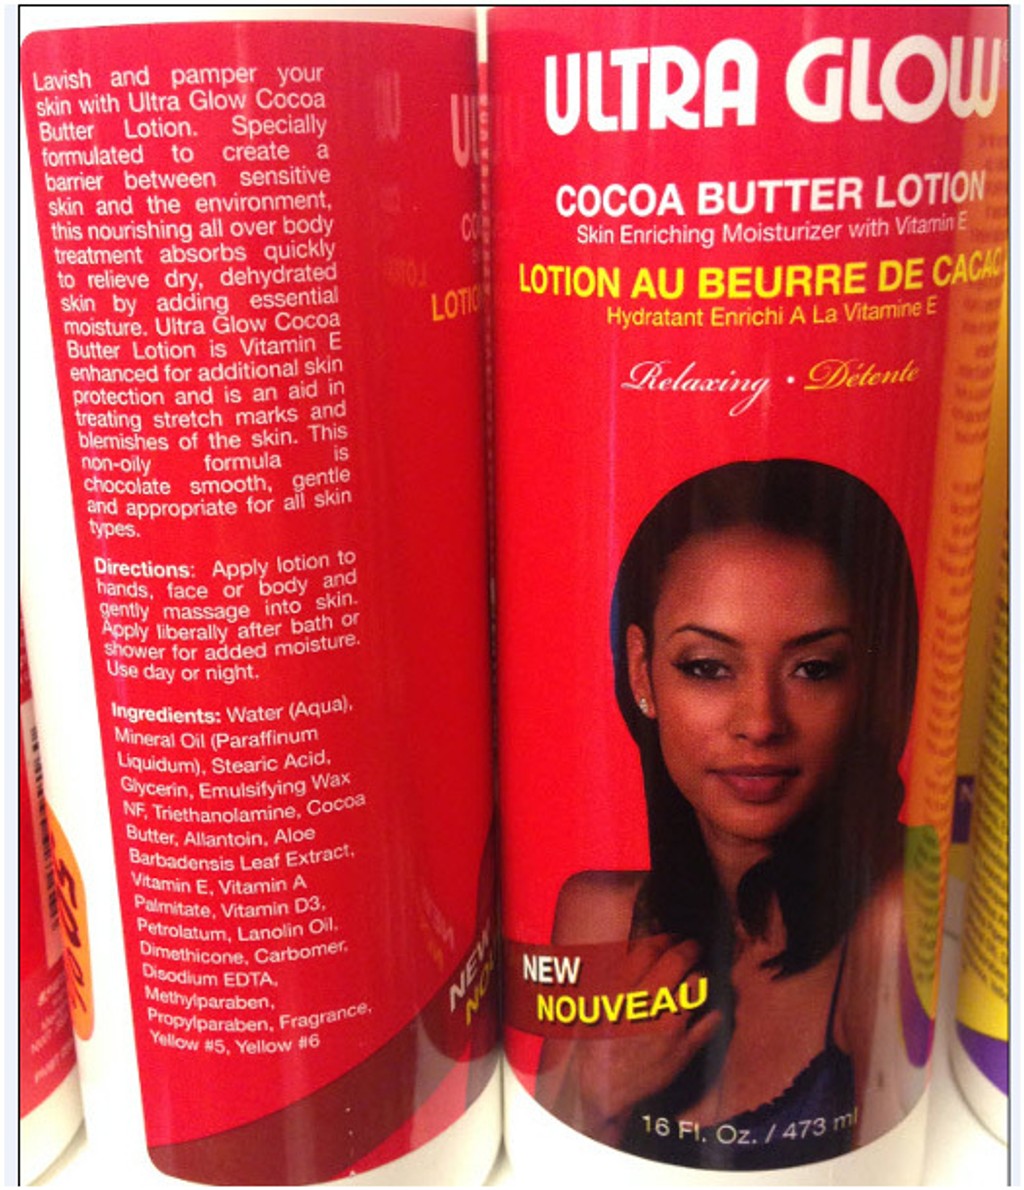 Lavish and pamper your
skin with Ultra Glow Cocoa
Butter Lotion. Specially
formulated to create a
barrier between sensitive
skin and the environment,
this nourishing all over body
treatment absorbs quickly
to relieve dry, dehydrated
skin by adding essential
moisture. Ultra Glow Cocoa
Butter Lotion is Vitamin E
enhanced for additional skin
protection and is an aid in
treating stretch marks and
blemishes of the skin. This
non-oily formula is
chocolate smooth, gentle
and appropriate for all skin
types.
Directions: Apply lotion to
hands, face or body and
gently massage into skin.
Apply liberally after bath or
shower for added moisture.
Use day or night.
Ingredients: Water (Aqua),
Mineral Oil (Paraffinum
Liquidum), Stearic Acid,
Glycerin, Emulsifying Wax
NF, Triethanolamine, Cocoa
Butter, Allantoin, Aloe
Barbadensis Leaf Extract,
Vitamin E, Vitamin A
Palmitate, Vitamin D3,
Petrolatum, Lanolin Oil,
Dimethicone, Carbomer,
Disodium EDTA,
Methylparaben,
Propylparaben, Fragrance,
Yellow #5, Yellow #6
NEW
ULTRA GLOW
COCOA BUTTER LOTION
Skin Enriching Moisturizer with Vitamin E
LOTION AU BEURRE DE CACAO
Hydratant Enrichi A La Vitamine E
Relaxing · Détente
NEW
NOUVEAU
16 Fl. Oz. / 473 ml